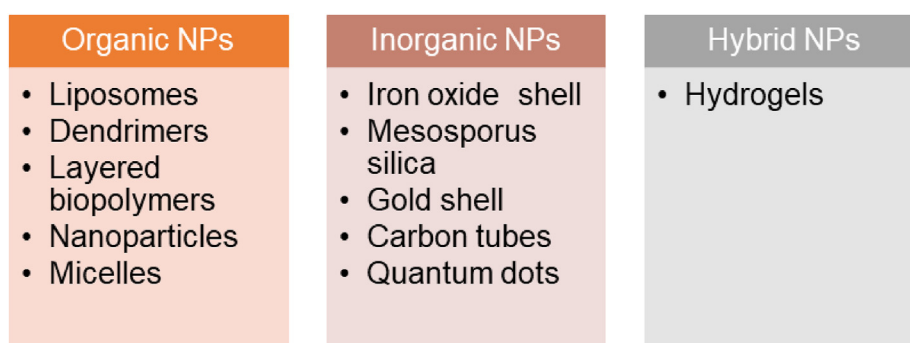 Organic NPs
• Liposomes
• Dendrimers
• Layered
biopolymers
• Nanoparticles
• Micelles
Inorganic NPs
• Iron oxide shell
• Mesosporus
silica
• Gold shell
• Carbon tubes
• Quantum dots
Hybrid NPs
• Hydrogels